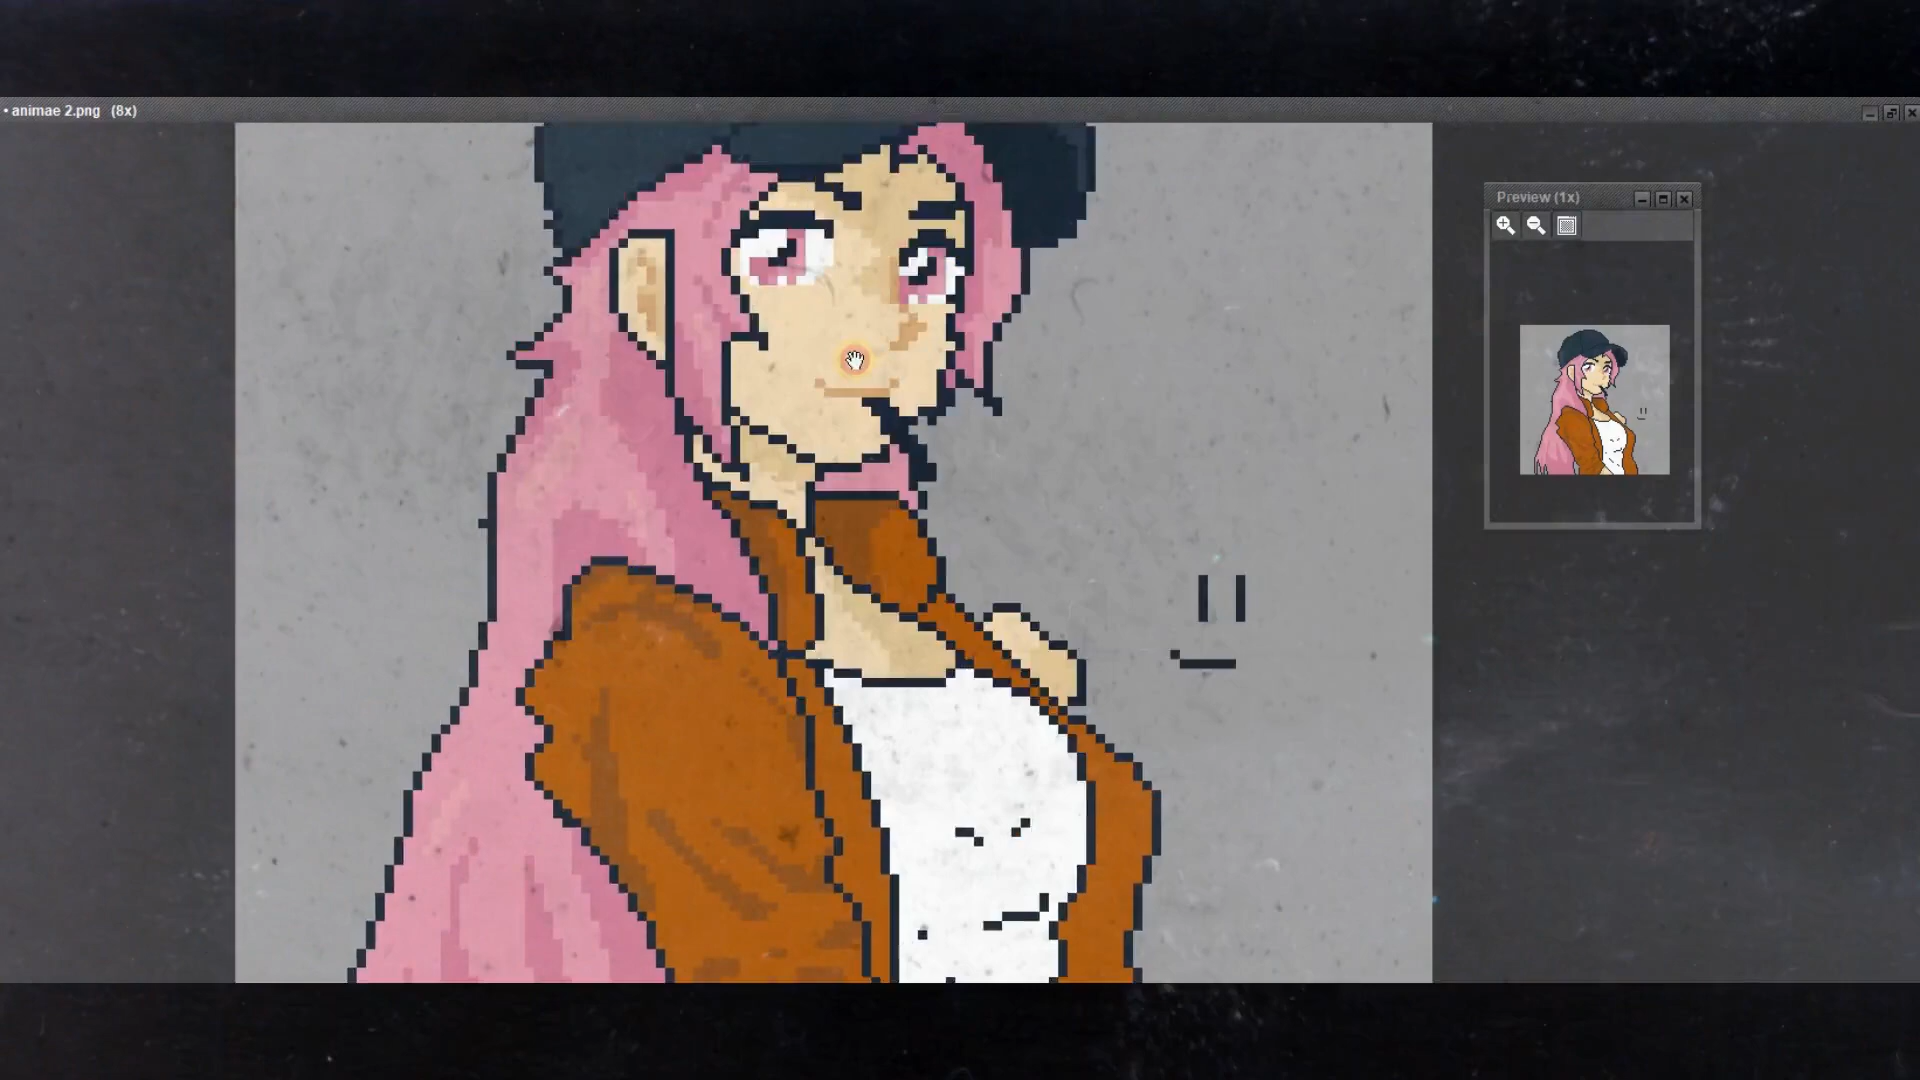 • animae 2.png (8x)
Preview (1x)